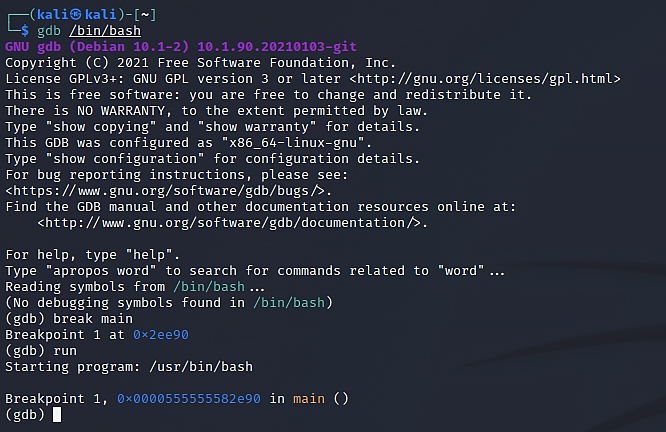 ┌──(kali㉿kali)-[~]
└─$ gdb /bin/bash
GNU gdb (Debian 10.1-2) 10.1.90.20210103-git
Copyright (C) 2021 Free Software Foundation, Inc.
License GPLv3+: GNU GPL version 3 or later <http://gnu.org/licenses/gpl.html>
This is free software: you are free to change and redistribute it.
There is NO WARRANTY, to the extent permitted by law.
Type "show copying" and "show warranty" for details.
This GDB was configured as "x86_64-linux-gnu".
Type "show configuration" for configuration details.
For bug reporting instructions, please see:
<https://www.gnu.org/software/gdb/bugs/>.
Find the GDB manual and other documentation resources online at:
    <http://www.gnu.org/software/gdb/documentation/>.

For help, type "help".
Type "apropos word" to search for commands related to "word"...
Reading symbols from /bin/bash...
(No debugging symbols found in /bin/bash)
(gdb) break main
Breakpoint 1 at 0x2ee90
(gdb) run
Starting program: /usr/bin/bash

Breakpoint 1, 0x0000555555582e90 in main ()
(gdb)